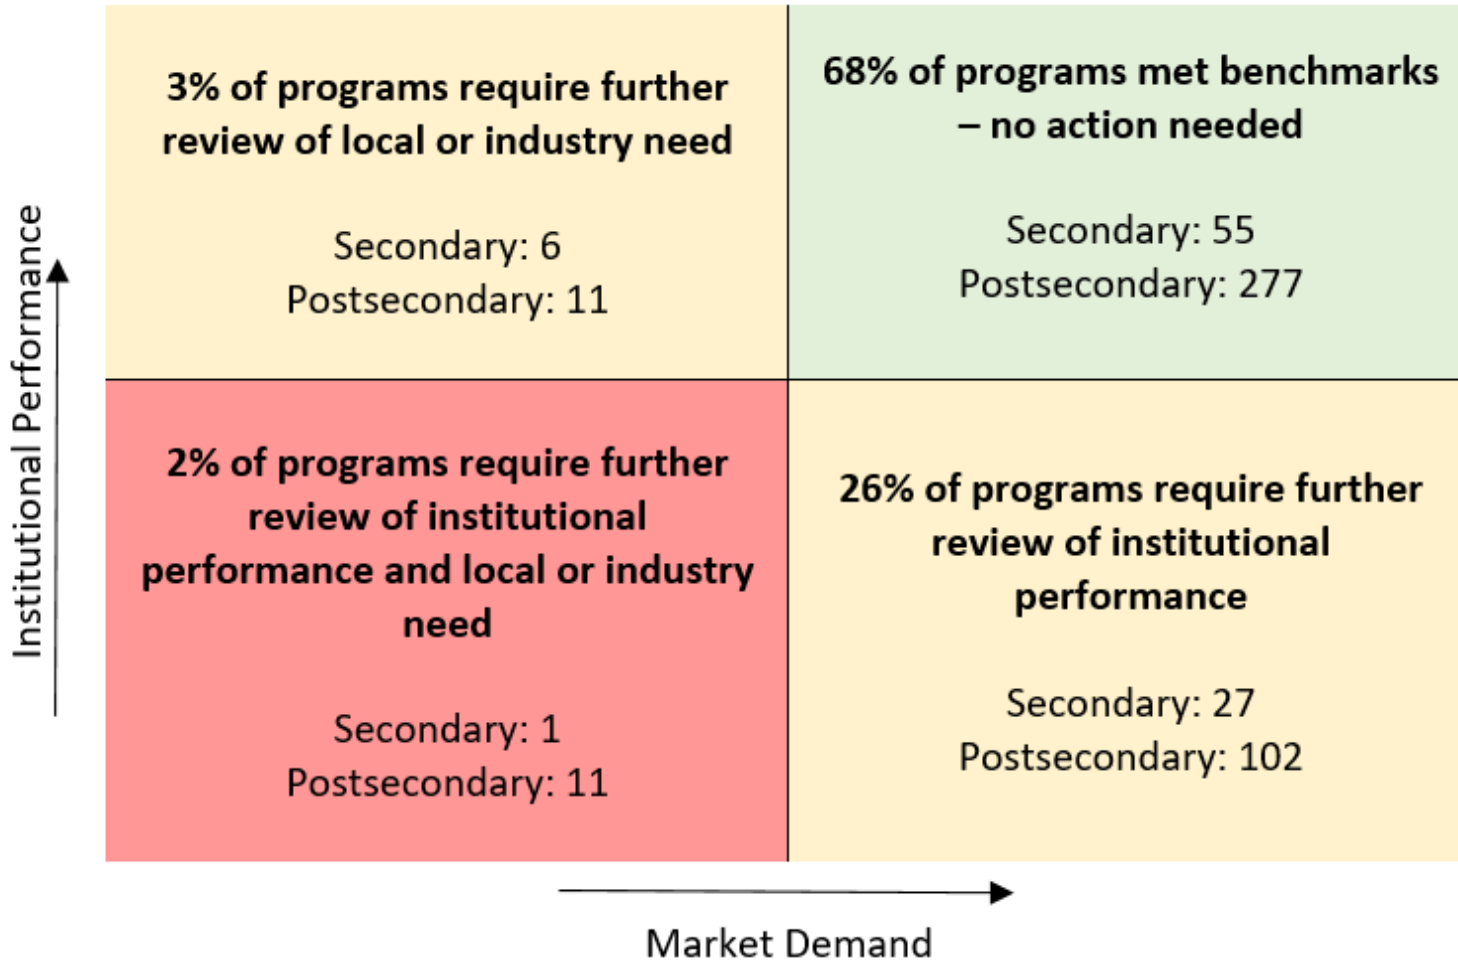 3% of programs require further
review of local or industry need
Secondary: 6
Postsecondary: 11
68% of programs met benchmarks
– no action needed
Secondary: 55
Postsecondary: 277
2% of programs require further
review of institutional
performance and local or industry
need
Secondary: 1
Postsecondary: 11
26% of programs require further
review of institutional
performance
Secondary: 27
Postsecondary: 102
Institutional Performance
Market Demand